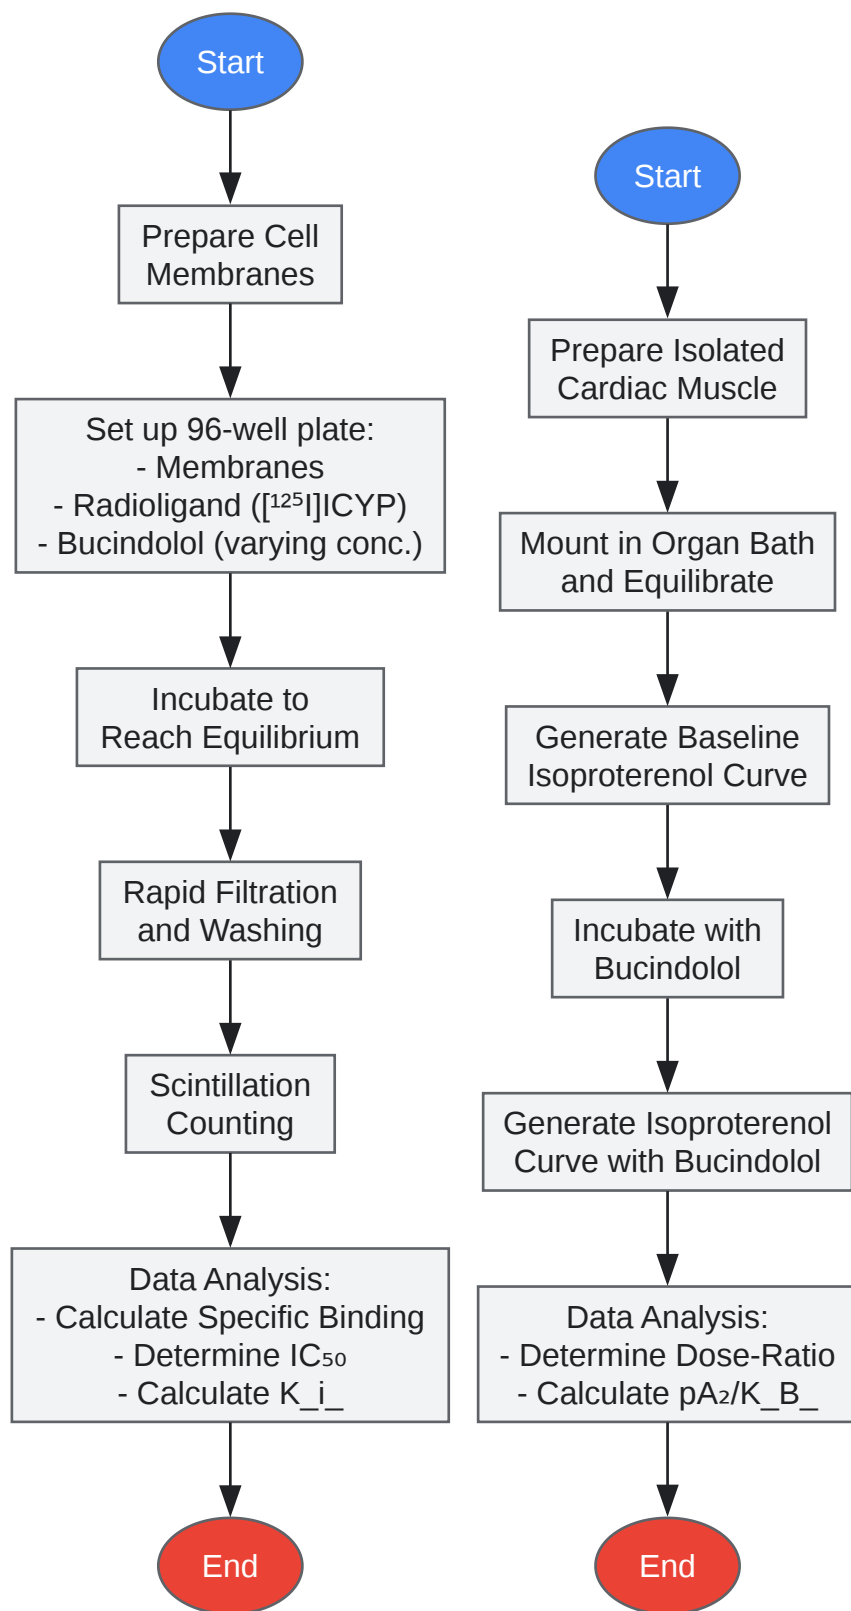 Start
Prepare Cell
Membranes
Set up 96-well plate:
- Membranes
- Radioligand ([¹²⁵I]ICYP)
- Bucindolol (varying conc.)
Incubate to
Reach Equilibrium
Rapid Filtration
and Washing
Scintillation
Counting
Data Analysis:
- Calculate Specific Binding
- Determine IC₅₀
- Calculate K_i_
End
Start
Prepare Isolated
Cardiac Muscle
Mount in Organ Bath
and Equilibrate
Generate Baseline
Isoproterenol Curve
Incubate with
Bucindolol
Generate Isoproterenol
Curve with Bucindolol
Data Analysis:
- Determine Dose-Ratio
- Calculate pA₂/K_B_
End